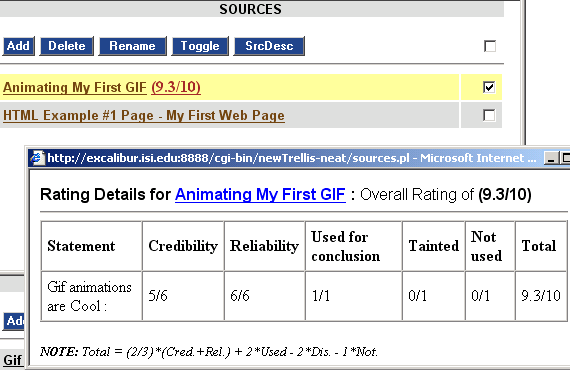 SOURCES
Add Delete Rename Toggle SrcDesc
Animating My First GIF (9.3/10)
HTML Example #1 Page - My First Web Page
http://excalibur.isi.edu:8888/cgi-bin/newTrellis-neat/sources.pl - Microsoft Internet ...
Rating Details for Animating My First GIF : Overall Rating of (9.3/10)
Statement Credibility Reliability Used for conclusion Tainted Not used Total
Gif animations are Cool : 5/6 6/6 1/1 0/1 0/1 9.3/10
NOTE: Total = (2/3)*(Cred.+Rel.) + 2*Used - 2*Dis. - 1*Not.
Gif